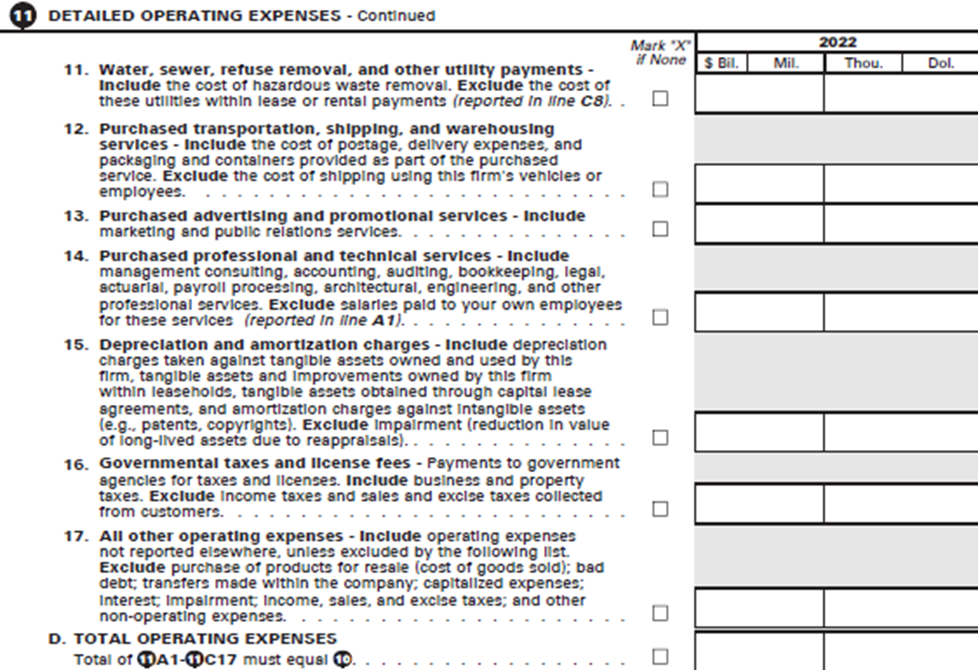 11 DETAILED OPERATING EXPENSES - Continued
Mark "X"
if None
2022
$ Bil. Mil. Thou. Dol.
11. Water, sewer, refuse removal, and other utility payments -
Include the cost of hazardous waste removal. Exclude the cost of
these utilities within lease or rental payments (reported in line C8). .
12. Purchased transportation, shipping, and warehousing
services - Include the cost of postage, delivery expenses, and
packaging and containers provided as part of the purchased
service. Exclude the cost of shipping using this firm's vehicles or
employees. . . . . . . . . . . . . . . . . . . . . . . . . . . . . .
13. Purchased advertising and promotional services - Include
marketing and public relations services. . . . . . . . . . . . . . .
14. Purchased professional and technical services - Include
management consulting, accounting, auditing, bookkeeping, legal,
actuarial, payroll processing, architectural, engineering, and other
professional services. Exclude salaries paid to your own employees
for these services (reported in line A1). . . . . . . . . . . . . . .
15. Depreciation and amortization charges - Include depreciation
charges taken against tangible assets owned and used by this
firm, tangible assets and improvements owned by this firm
within leaseholds, tangible assets obtained through capital lease
agreements, and amortization charges against intangible assets
(e.g., patents, copyrights). Exclude impairment (reduction in value
of long-lived assets due to reappraisals). . . . . . . . . . . . . . .
16. Governmental taxes and license fees - Payments to government
agencies for taxes and licenses. Include business and property
taxes. Exclude income taxes and sales and excise taxes collected
from customers. . . . . . . . . . . . . . . . . . . . . . . . . . .
17. All other operating expenses - Include operating expenses
not reported elsewhere, unless excluded by the following list.
Exclude purchase of products for resale (cost of goods sold); bad
debt; transfers made within the company; capitalized expenses;
interest; impairment; income, sales, and excise taxes; and other
non-operating expenses. . . . . . . . . . . . . . . . . . . . . . .
D. TOTAL OPERATING EXPENSES
Total of 11A1-11C17 must equal 10. . . . . . . . . . . . . . . . . .